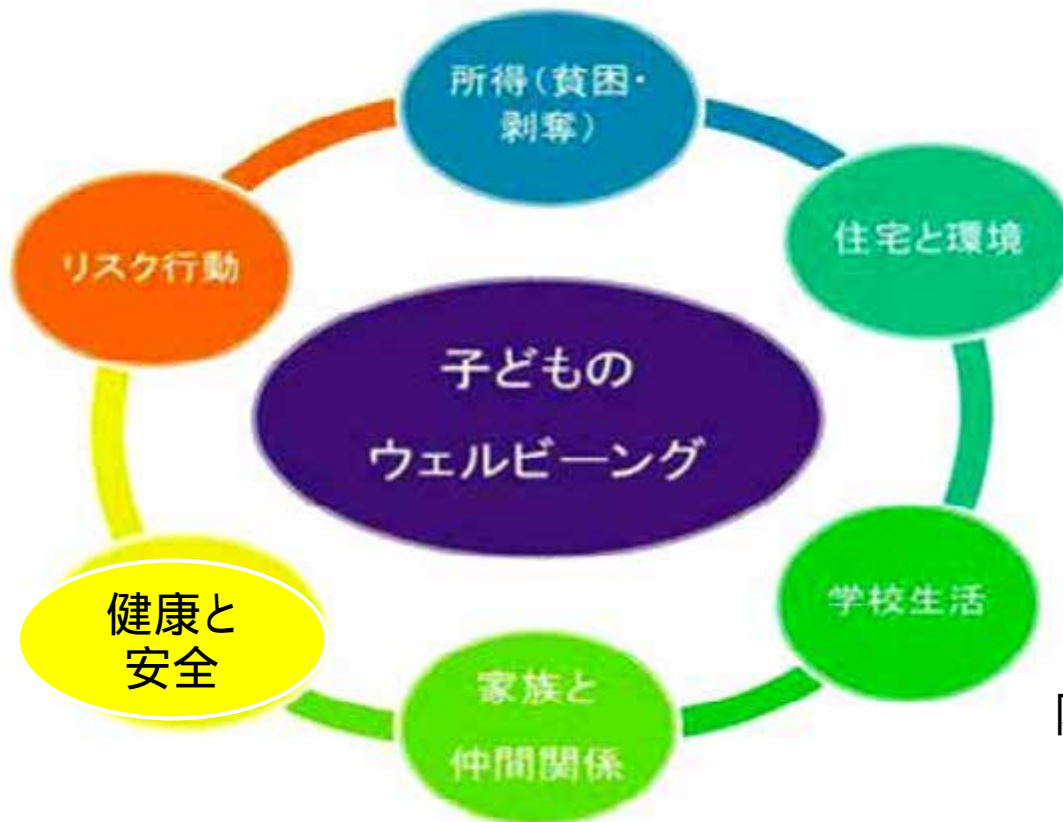 所得(貧困・
剥奪)
住宅と環境
学校生活
家族と
仲間関係
健康と
安全
リスク行動
子どもの
ウェルビーング